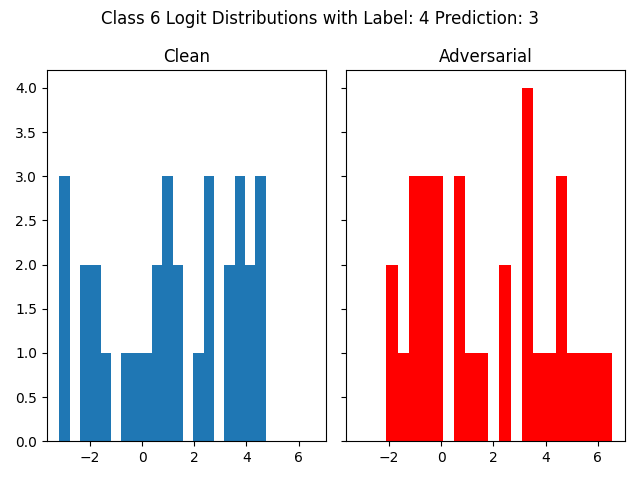 Class 6 Logit Distributions with Label: 4 Prediction: 3
Clean
Adversarial
4.0
3.5
3.0
2.5
2.0
1.5
1.0
0.5
0.0
−2 0 2 4 6
−2 0 2 4 6